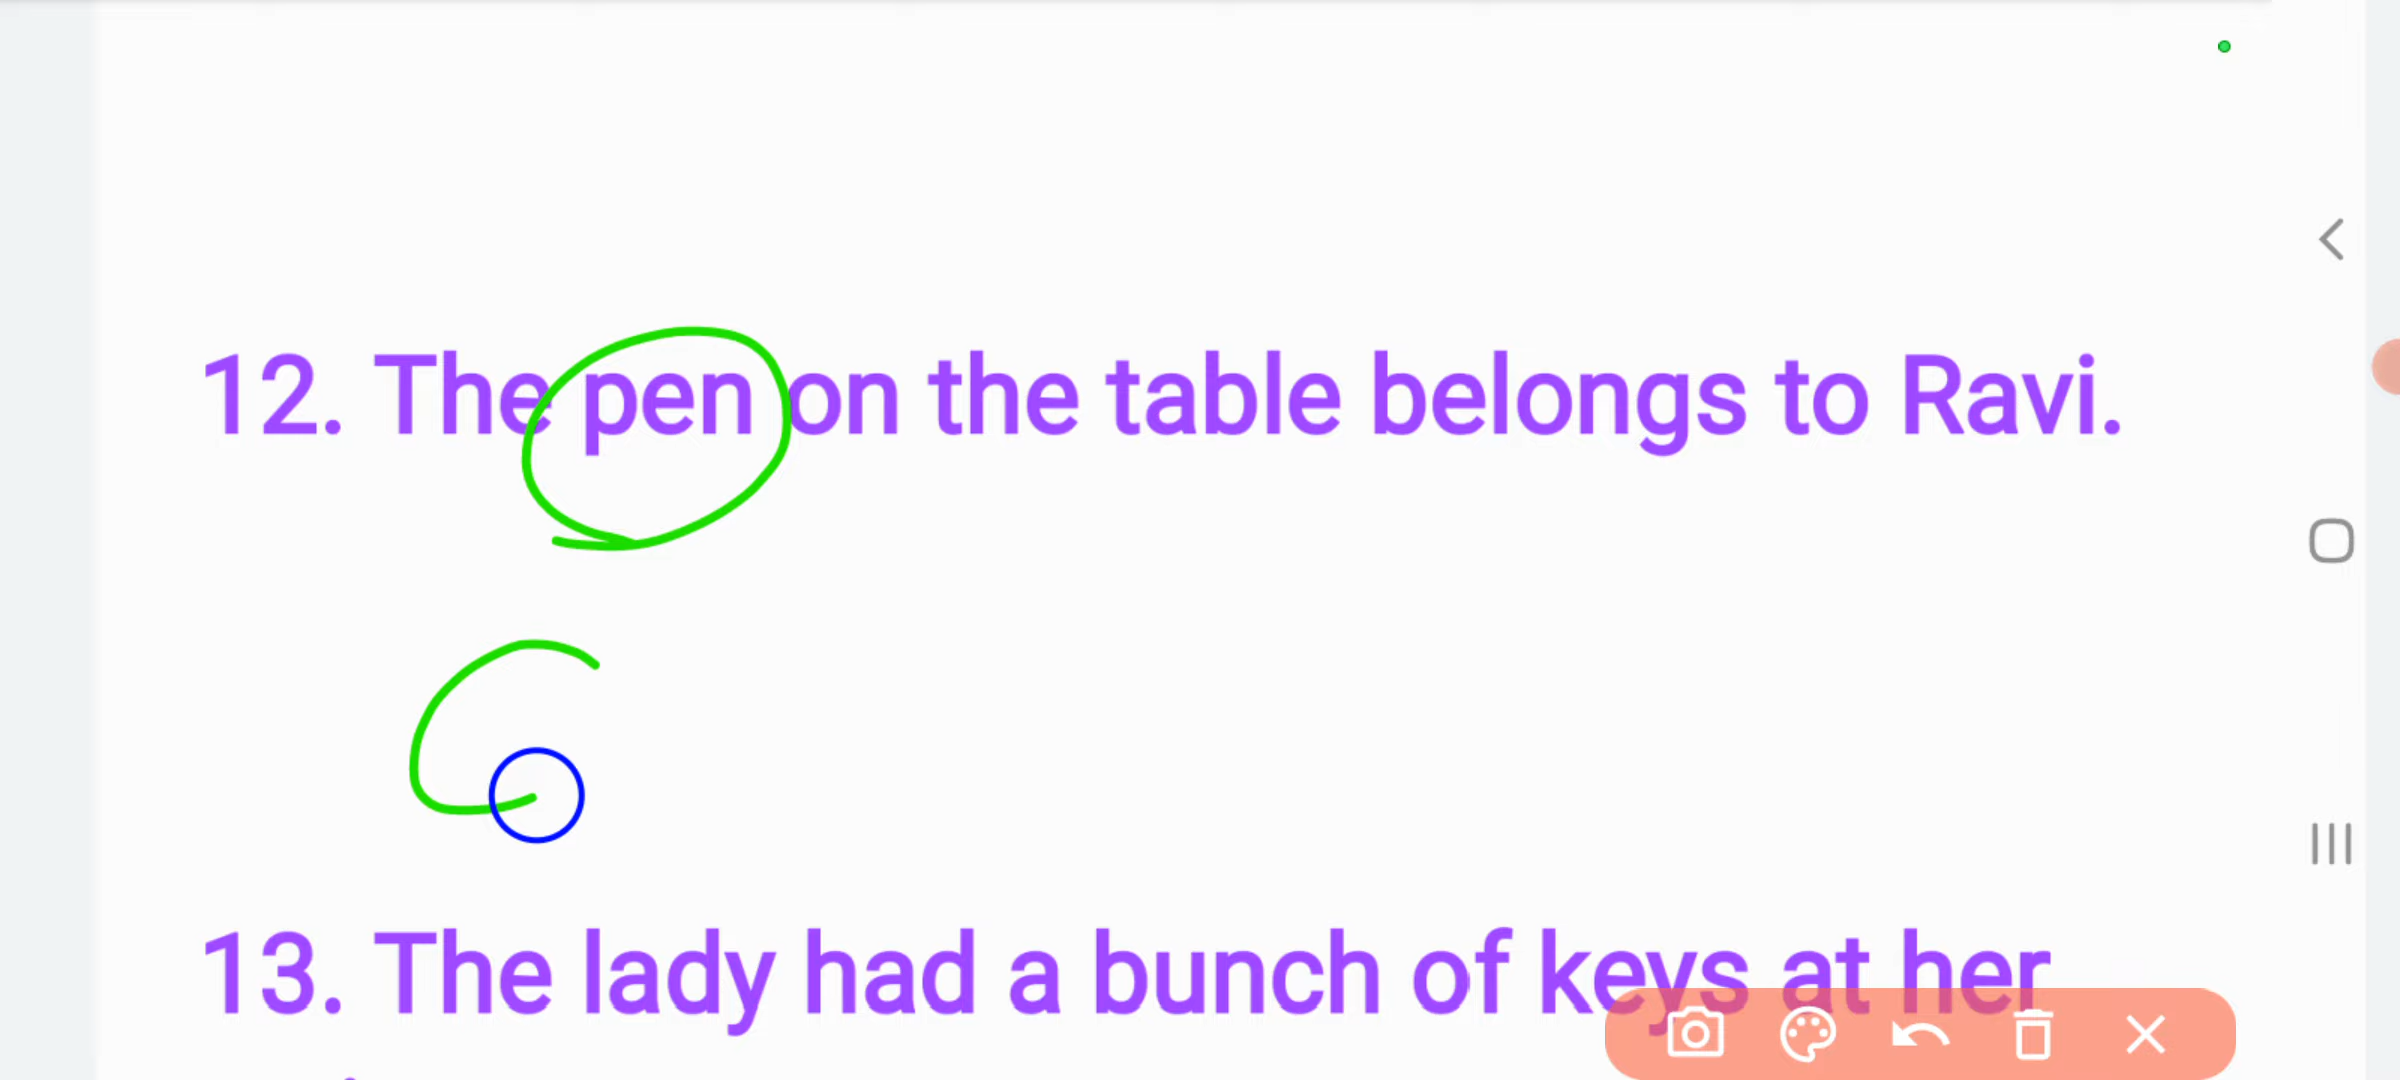 12. The pen on the table belongs to Ravi.
13. The lady had a bunch of keys at her